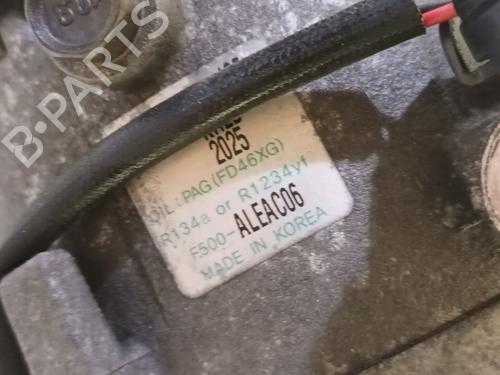 B-PARTS
2025
OIL: PAG(FD46XG)
R134a or R1234yf
F500-ALEAC06
MADE IN KOREA